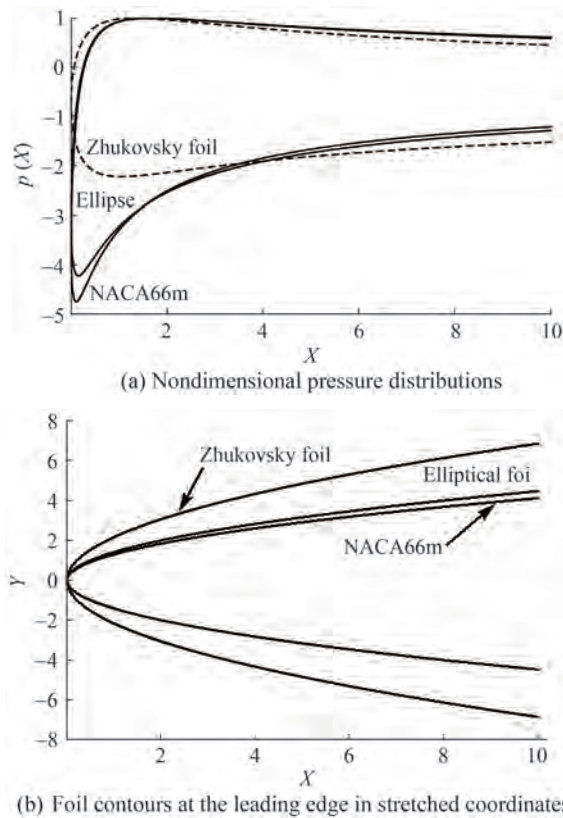 1
0
−1
−2
−3
−4
−5
p (X)
Zhukovsky foil
Ellipse
NACA66m
2 4 6 8 10
X
(a) Nondimensional pressure distributions
8
6
4
2
0
−2
−4
−6
−8
Y
Zhukovsky foil
Elliptical foi
NACA66m
2 4 6 8 10
X
(b) Foil contours at the leading edge in stretched coordinates